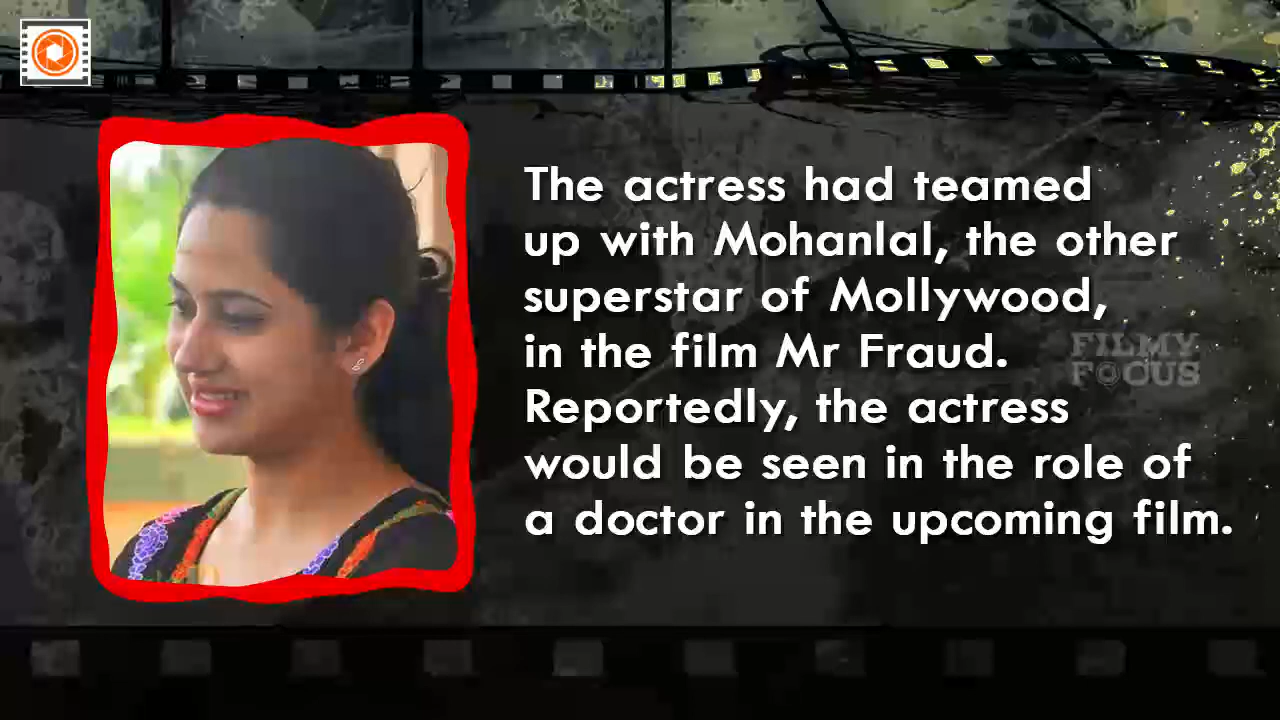 The actress had teamed
up with Mohanlal, the other
superstar of Mollywood,
in the film Mr Fraud.
FILMY
FOCUS
Reportedly, the actress
would be seen in the role of
a doctor in the upcoming film.